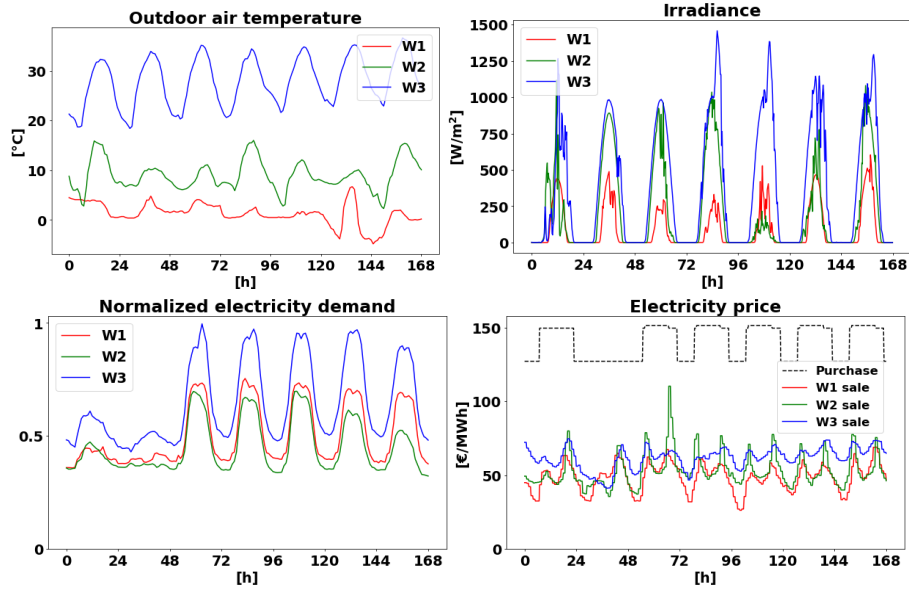 Outdoor air temperature
[°C]
30
20
10
0
W1
W2
W3
0 24 48 72 96 120 144 168
[h]
Irradiance
[W/m²]
1500
1250
1000
750
500
250
0
W1
W2
W3
0 24 48 72 96 120 144 168
[h]
Normalized electricity demand
1
0.5
0
W1
W2
W3
0 24 48 72 96 120 144 168
[h]
Electricity price
[€/MWh]
150
100
50
0
Purchase
W1 sale
W2 sale
W3 sale
0 24 48 72 96 120 144 168
[h]